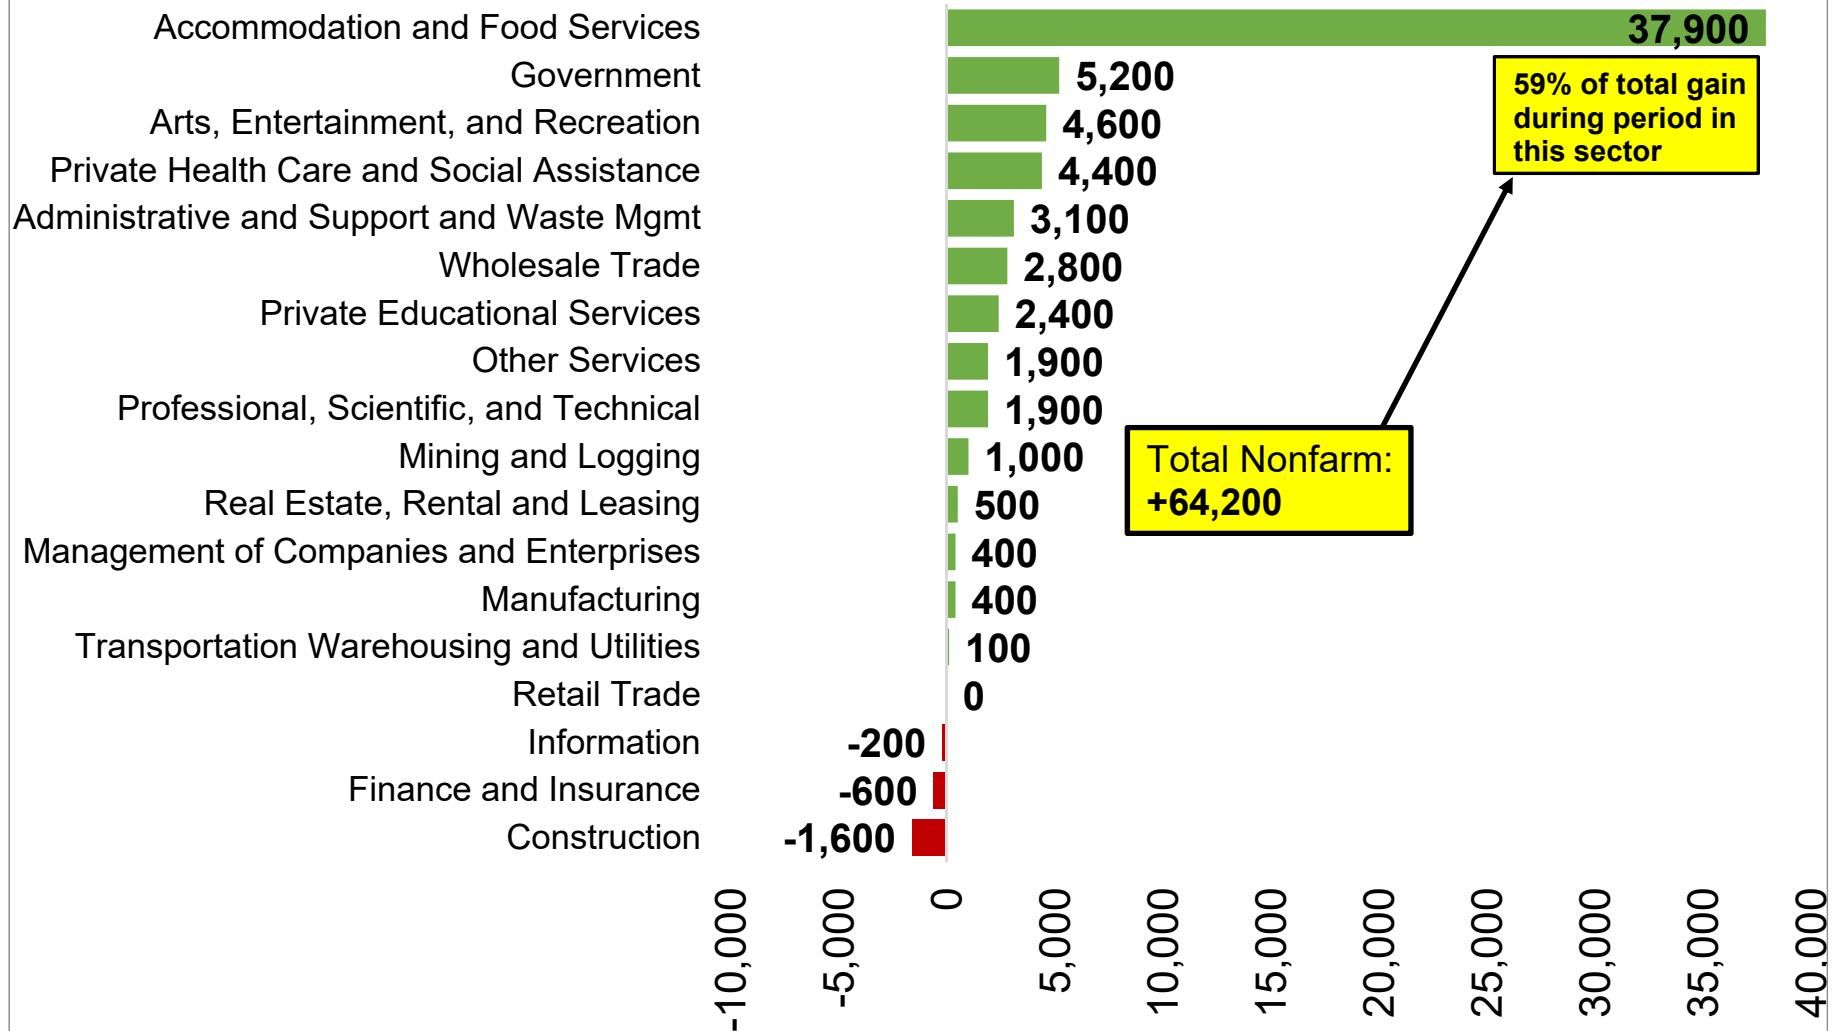 Accommodation and Food Services 37,900
Government 5,200
Arts, Entertainment, and Recreation 4,600
Private Health Care and Social Assistance 4,400
Administrative and Support and Waste Mgmt 3,100
Wholesale Trade 2,800
Private Educational Services 2,400
Other Services 1,900
Professional, Scientific, and Technical 1,900
Mining and Logging 1,000
Real Estate, Rental and Leasing 500
Management of Companies and Enterprises 400
Manufacturing 400
Transportation Warehousing and Utilities 100
Retail Trade 0
Information -200
Finance and Insurance -600
Construction -1,600
59% of total gain
during period in
this sector
Total Nonfarm:
+64,200
-10,000
-5,000
0
5,000
10,000
15,000
20,000
25,000
30,000
35,000
40,000